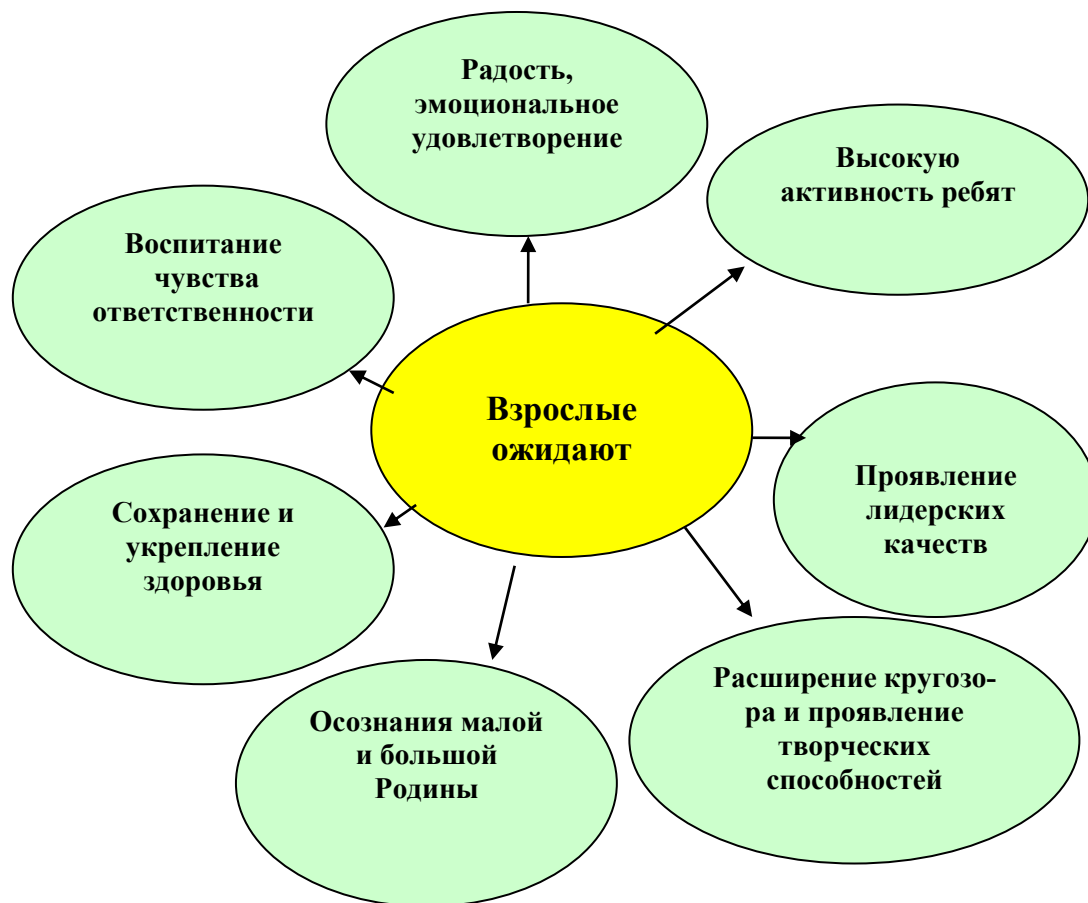 Радость,
эмоциональное
удовлетворение
Высокую
активность ребят
Воспитание
чувства
ответственности
Взрослые
ожидают
Проявление
лидерских
качеств
Сохранение и
укрепление
здоровья
Расширение кругозо-
ра и проявление
творческих
способностей
Осознания малой
и большой
Родины